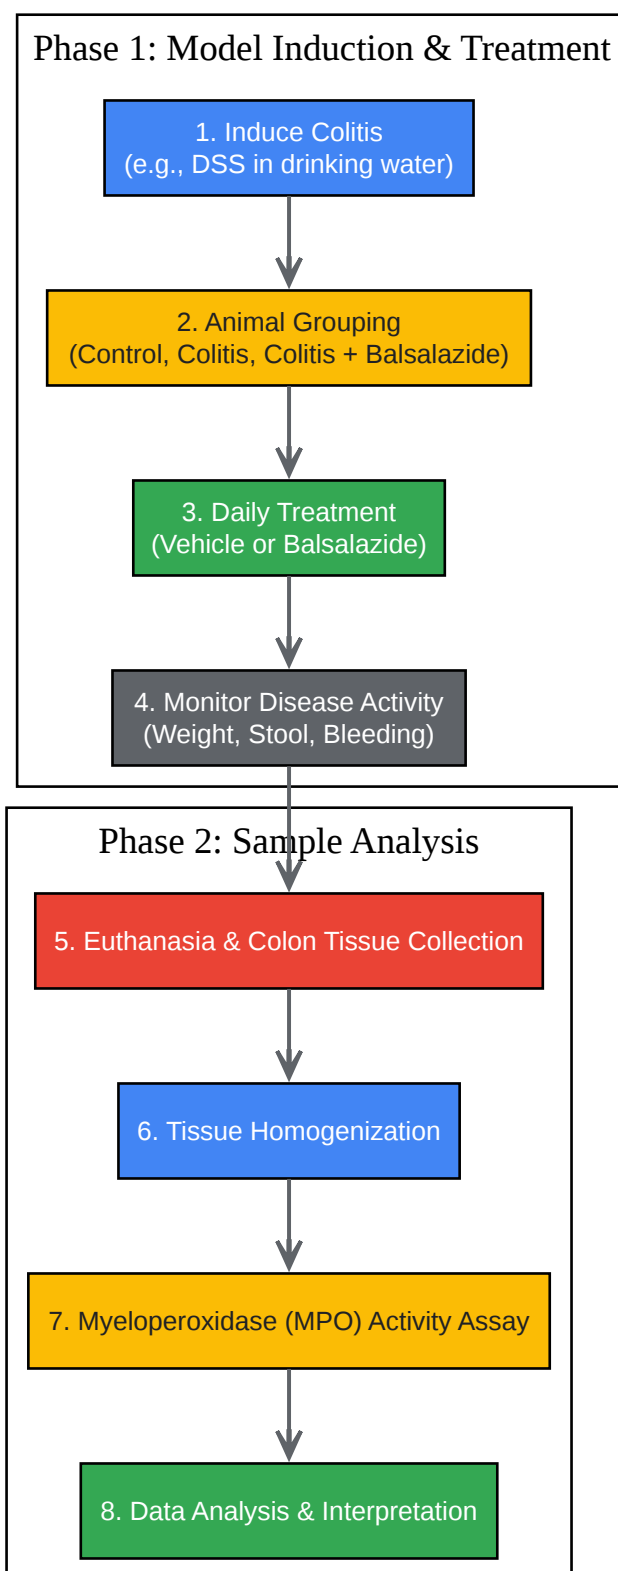 Phase 1: Model Induction & Treatment
1. Induce Colitis
(e.g., DSS in drinking water)
2. Animal Grouping
(Control, Colitis, Colitis + Balsalazide)
3. Daily Treatment
(Vehicle or Balsalazide)
4. Monitor Disease Activity
(Weight, Stool, Bleeding)
Phase 2: Sample Analysis
5. Euthanasia & Colon Tissue Collection
6. Tissue Homogenization
7. Myeloperoxidase (MPO) Activity Assay
8. Data Analysis & Interpretation